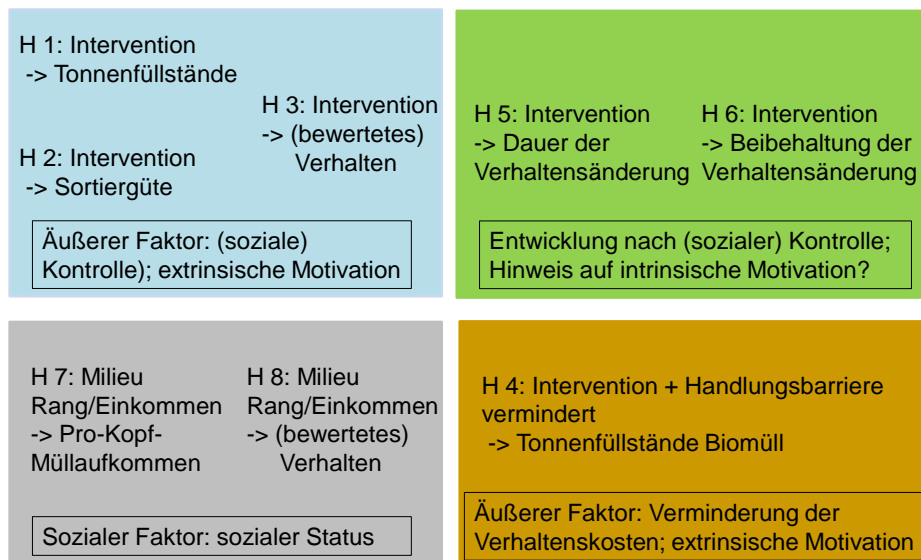 H 1: Intervention
-> Tonnenfüllstände
H 2: Intervention
-> Sortiergüte
H 3: Intervention
-> (bewertetes)
Verhalten
Äußerer Faktor: (soziale)
Kontrolle); extrinsische Motivation
H 5: Intervention
-> Dauer der
Verhaltensänderung
H 6: Intervention
-> Beibehaltung der
Verhaltensänderung
Entwicklung nach (sozialer) Kontrolle;
Hinweis auf intrinsische Motivation?
H 7: Milieu
Rang/Einkommen
-> Pro-Kopf-
Müllaufkommen
H 8: Milieu
Rang/Einkommen
-> (bewertetes)
Verhalten
Sozialer Faktor: sozialer Status
H 4: Intervention + Handlungsbarriere
vermindert
-> Tonnenfüllstände Biomüll
Äußerer Faktor: Verminderung der
Verhaltenskosten; extrinsische Motivation